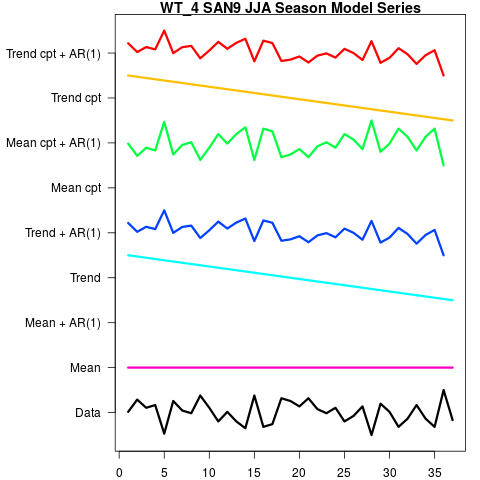 WT_4 SAN9 JJA Season Model Series
Trend cpt + AR(1)
Trend cpt
Mean cpt + AR(1)
Mean cpt
Trend + AR(1)
Trend
Mean + AR(1)
Mean
Data
0 5 10 15 20 25 30 35